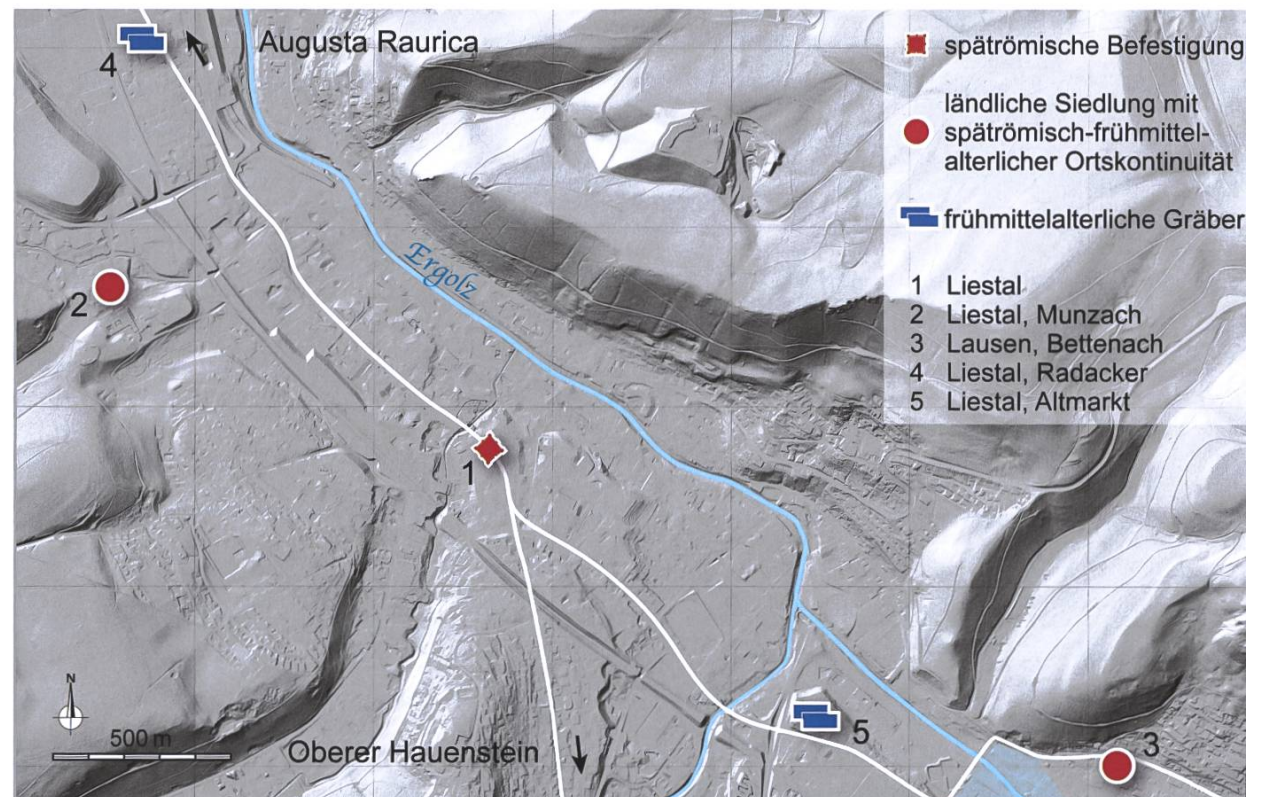 Augusta Raurica
4
Ergolz
2
1
N
500 m
Oberer Hauenstein
5
3
spätrömische Befestigung
ländliche Siedlung mit
spätrömisch-frühmittel-
alterlicher Ortskontinuität
frühmittelalterliche Gräber
1 Liestal
2 Liestal, Munzach
3 Lausen, Bettenach
4 Liestal, Radacker
5 Liestal, Altmarkt